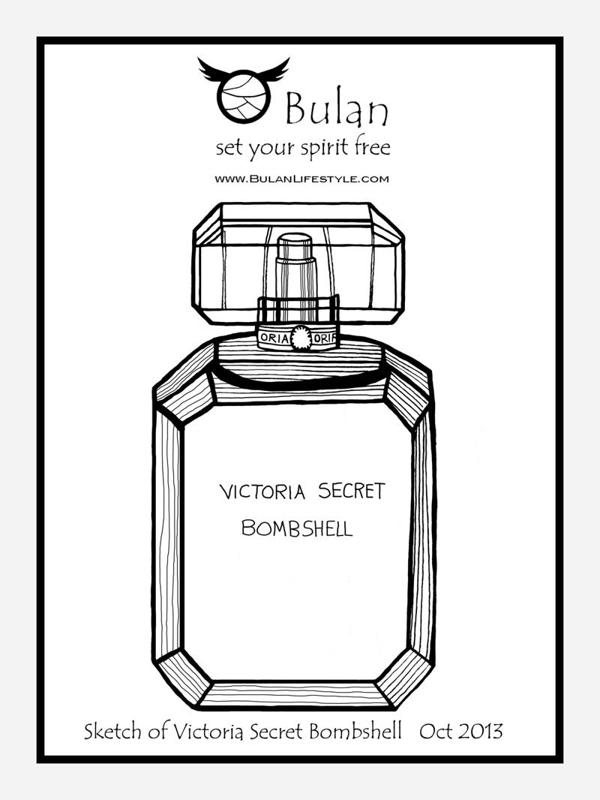 Bulan
set your spirit free
www.BulanLifestyle.com
ORIA ORIA
VICTORIA SECRET
BOMBSHELL
Sketch of Victoria Secret Bombshell Oct 2013